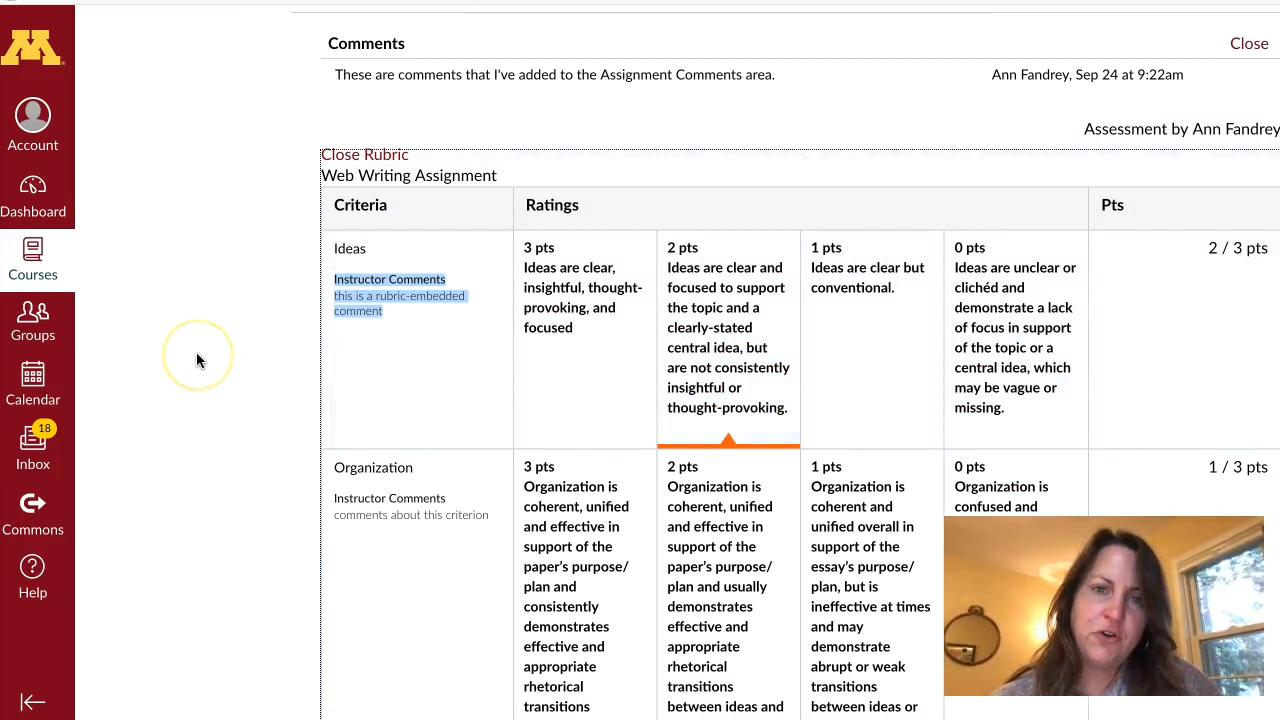 Comments
Close
These are comments that I've added to the Assignment Comments area.
Ann Fandrey, Sep 24 at 9:22am
Assessment by Ann Fandrey
Close Rubric
Web Writing Assignment
Criteria
Ratings
Pts
Ideas
Instructor Comments
this is a rubric-embedded
comment
3 pts
Ideas are clear,
insightful, thought-
provoking, and
focused
2 pts
Ideas are clear and
focused to support
the topic and a
clearly-stated
central idea, but
are not consistently
insightful or
thought-provoking.
1 pts
Ideas are clear but
conventional.
0 pts
Ideas are unclear or
clichéd and
demonstrate a lack
of focus in support
of the topic or a
central idea, which
may be vague or
missing.
2 / 3 pts
Organization
Instructor Comments
comments about this criterion
3 pts
Organization is
coherent, unified
and effective in
support of the
paper's purpose/
plan and
consistently
demonstrates
effective and
appropriate
rhetorical
transitions
2 pts
Organization is
coherent, unified
and effective in
support of the
paper's purpose/
plan and usually
demonstrates
effective and
appropriate
rhetorical
transitions
between ideas and
1 pts
Organization is
coherent and
unified overall in
support of the
essay's purpose/
plan, but is
ineffective at times
and may
demonstrate
abrupt or weak
transitions
between ideas or
0 pts
Organization is
confused and
1 / 3 pts
M
Account
Dashboard
Courses
Groups
Calendar
18
Inbox
Commons
Help